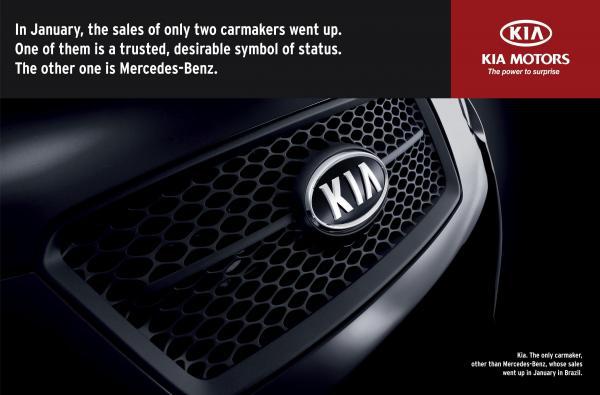 In January, the sales of only two carmakers went up.
One of them is a trusted, desirable symbol of status.
The other one is Mercedes-Benz.
KIA
KIA MOTORS
The power to surprise
KIA
Kia. The only carmaker,
other than Mercedes-Benz, whose sales
went up in January in Brazil.